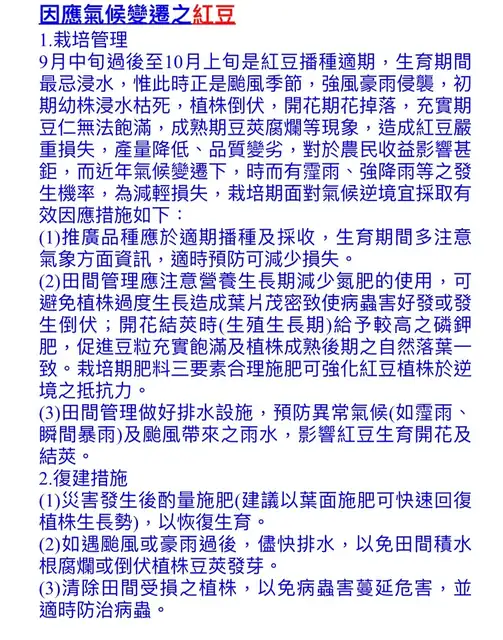 因應氣候變遷之紅豆
1.栽培管理
9月中旬過後至10月上旬是紅豆播種適期，生育期間
最忌浸水，惟此時正是颱風季節，強風豪雨侵襲，初
期幼株浸水枯死，植株倒伏，開花期花掉落，充實期
豆仁無法飽滿，成熟期豆莢腐爛等現象，造成紅豆嚴
重損失，產量降低、品質變劣，對於農民收益影響甚
鉅，而近年氣候變遷下，時而有霪雨、強降雨等之發
生機率，為減輕損失，栽培期面對氣候逆境宜採取有
效因應措施如下：
(1)推廣品種應於適期播種及採收，生育期間多注意
氣象方面資訊，適時預防可減少損失。
(2)田間管理應注意營養生長期減少氮肥的使用，可
避免植株過度生長造成葉片茂密致使病蟲害好發或發
生倒伏；開花結莢時(生殖生長期)給予較高之磷鉀
肥，促進豆粒充實飽滿及植株成熟後期之自然落葉一
致。栽培期肥料三要素合理施肥可強化紅豆植株於逆
境之抵抗力。
(3)田間管理做好排水設施，預防異常氣候(如霪雨、
瞬間暴雨)及颱風帶來之雨水，影響紅豆生育開花及
結莢。
2.復建措施
(1)災害發生後酌量施肥(建議以葉面施肥可快速回復
植株生長勢)，以恢復生育。
(2)如遇颱風或豪雨過後，儘快排水，以免田間積水
根腐爛或倒伏植株豆莢發芽。
(3)清除田間受損之植株，以免病蟲害蔓延危害，並
適時防治病蟲。